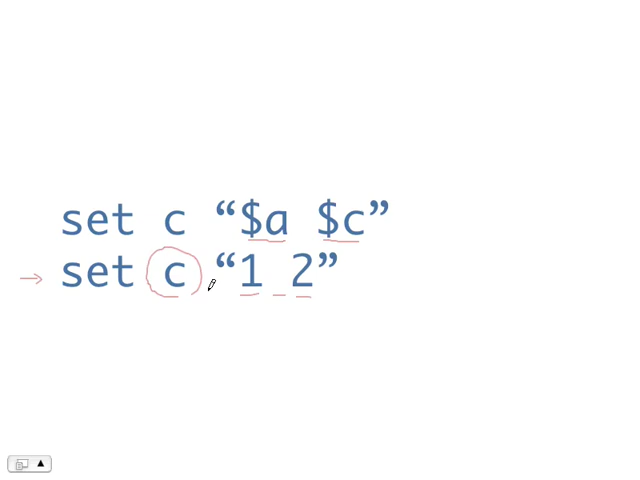 set c “$a $c”
set c “1 2”